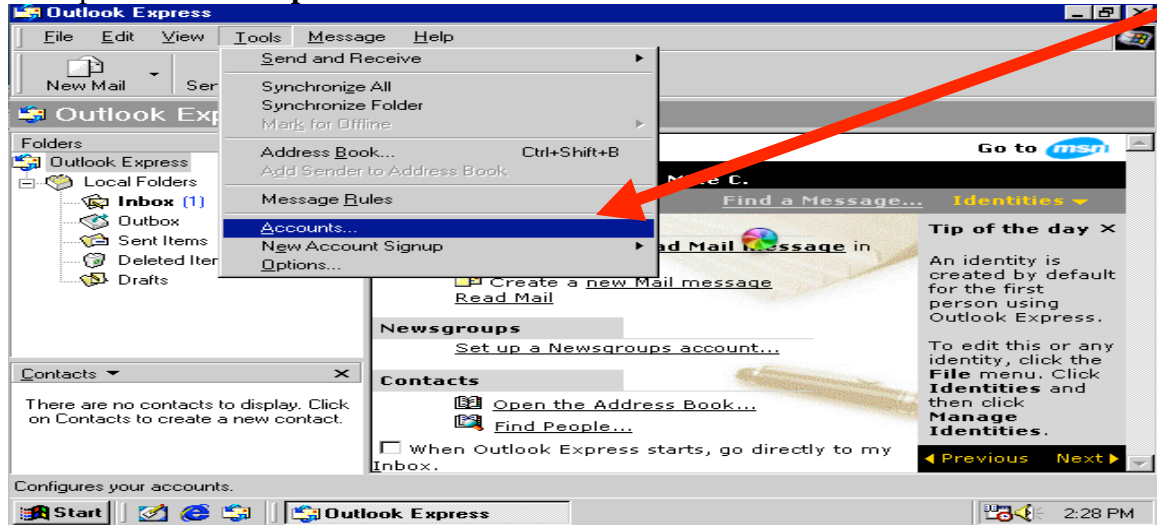 Outlook Express
File Edit View Tools Message Help
New Mail
Send and Receive
Synchronize All
Synchronize Folder
Mark for Offline
Address Book... Ctrl+Shift+B
Add Sender to Address Book
Message Rules
Accounts...
New Account Signup
Options...
Folders
Outlook Express
Local Folders
Inbox (1)
Outbox
Sent Items
Drafts
Contacts
There are no contacts to display. Click
on Contacts to create a new contact.
Go to msn
C.
Find a Message... Identities
Mail in
Create a new Mail message
Read Mail
Newsgroups
Set up a Newsgroups account...
Contacts
Open the Address Book...
Find People...
When Outlook Express starts, go directly to my
Inbox.
Tip of the day X
An identity is
created by default
for the first
person using
Outlook Express.
To edit this or any
identity, click the
File menu. Click
Identities and
then click
Manage
Identities.
Previous Next
Configures your accounts.
Start Outlook Express 2:28 PM